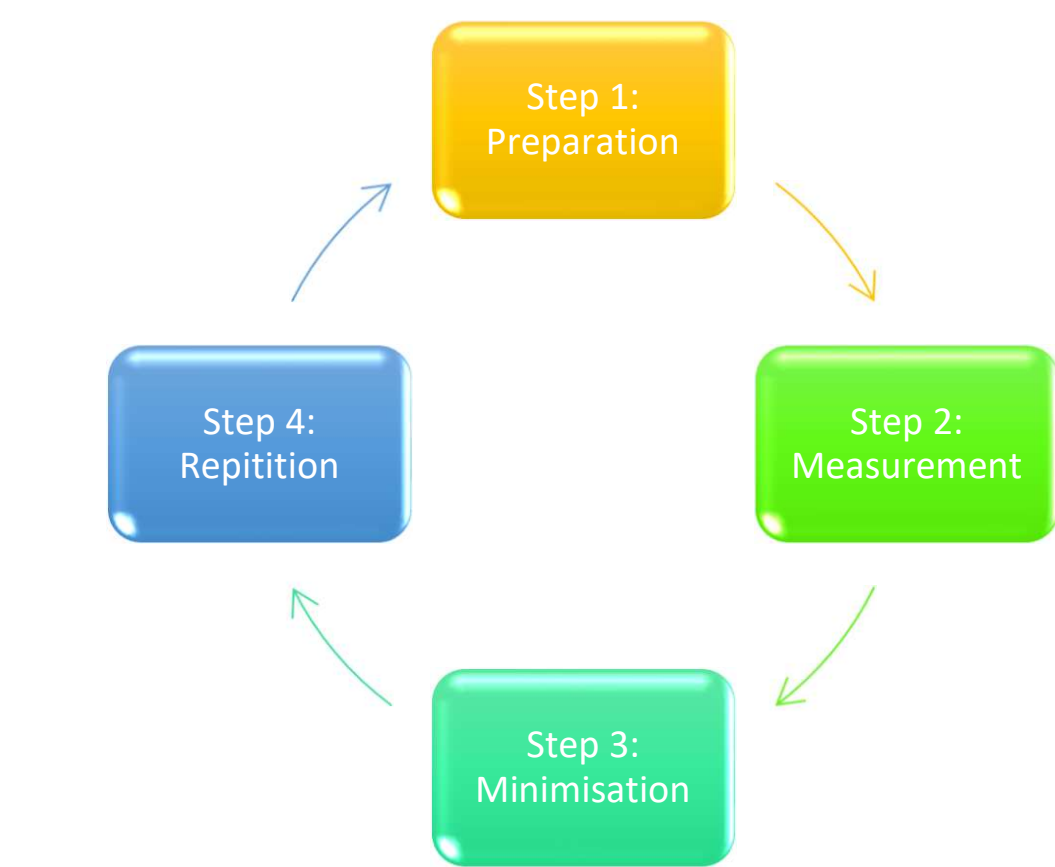 Step 1:
Preparation
Step 2:
Measurement
Step 3:
Minimisation
Step 4:
Repitition